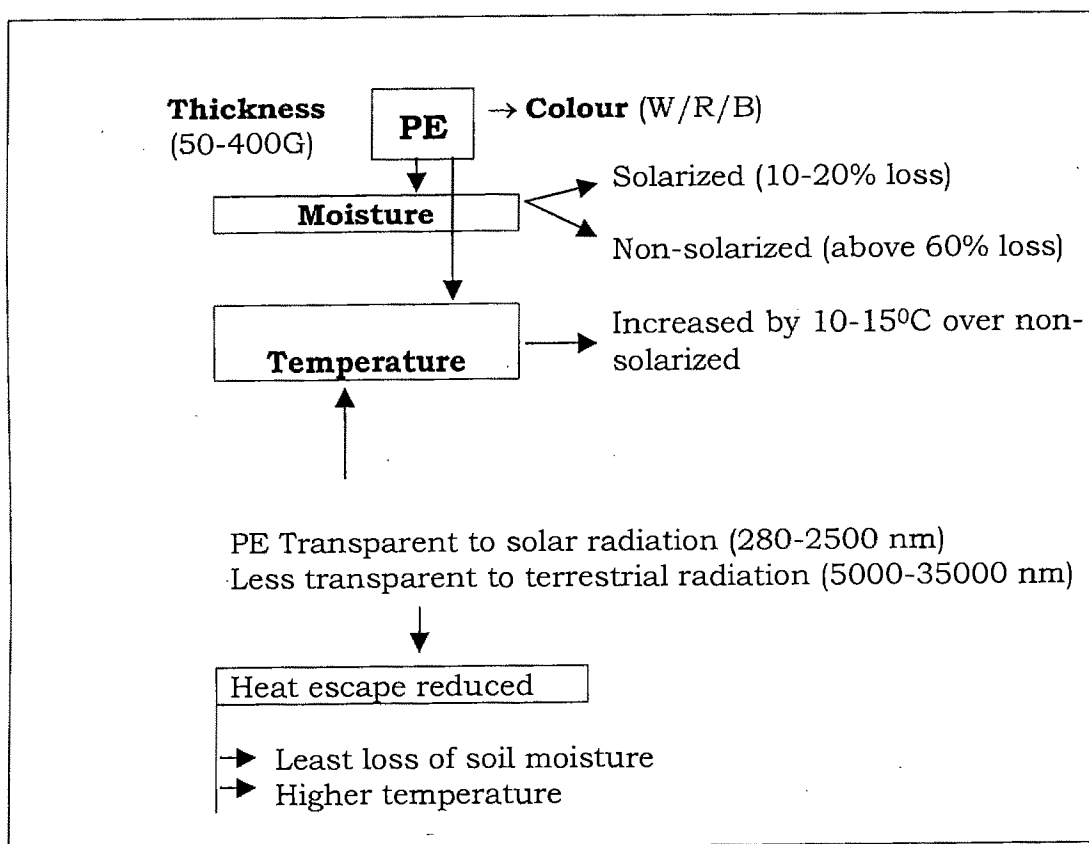 Thickness
(50-400G)
PE
→ Colour (W/R/B)
Solarized (10-20% loss)
Moisture
Non-solarized (above 60% loss)
Increased by 10-15⁰C over non-
solarized
Temperature
PE Transparent to solar radiation (280-2500 nm)
Less transparent to terrestrial radiation (5000-35000 nm)
Heat escape reduced
Least loss of soil moisture
Higher temperature